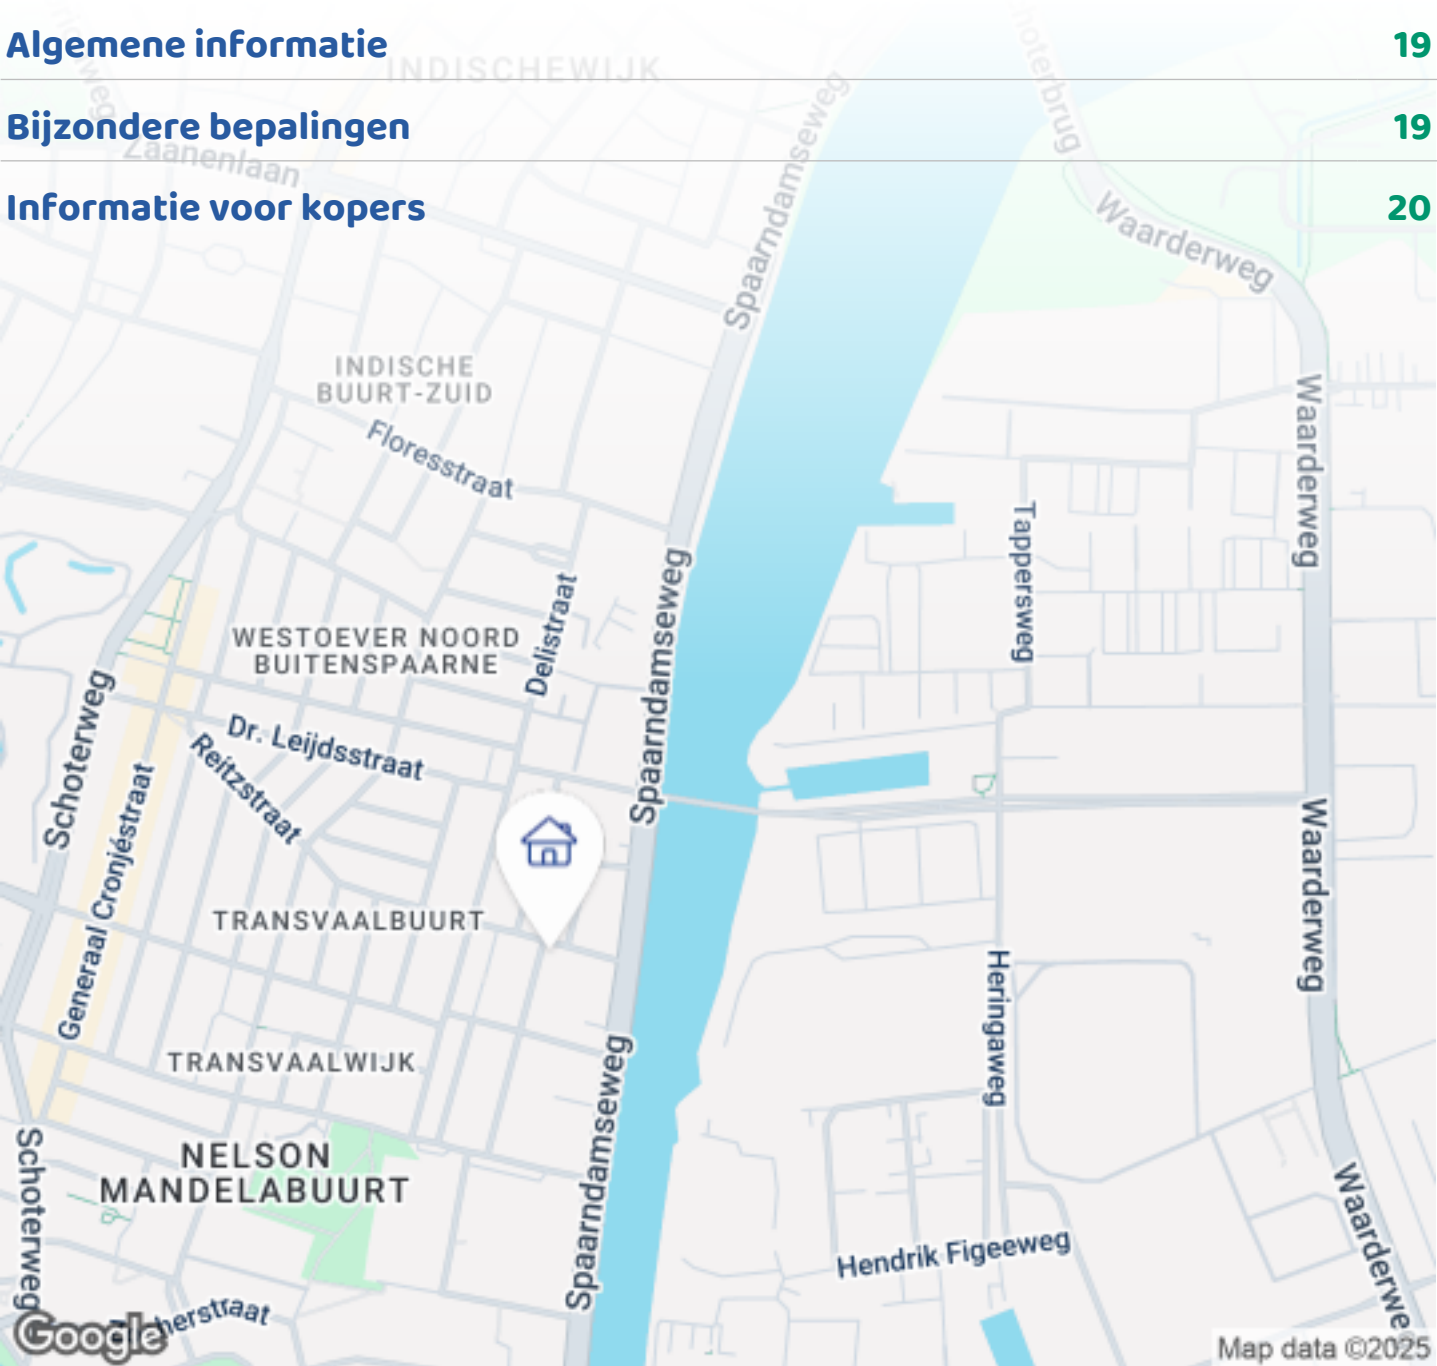 Algemene informatie 19
INDISCHEWIJK
Bijzondere bepalingen 19
Zaanenlaan
Informatie voor kopers 20
Spaarndamseweg
Waarderweg
INDISCHE
BUURT-ZUID
Floresstraat
Waarderweg
Tappersweg
Spaarndamseweg
Delistraat
WESTOEVER NOORD
BUITENSPAARNE
Schoterweg
Dr. Leijdsstraat
Reitzstraat
Generaal Cronjéstraat
Waarderweg
TRANSVAALBUURT
Heringaweg
TRANSVAALWIJK
Spaarndamseweg
NELSON
MANDELABUURT
Schoterweg
Waarderweg
Hendrik Figeeweg
Google
Map data ©2025